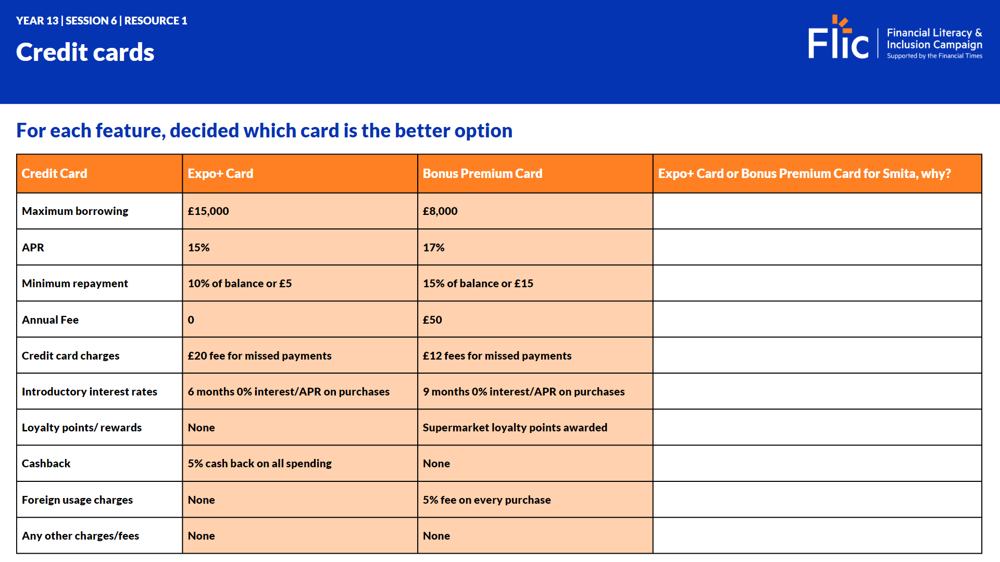 YEAR 13 | SESSION 6 | RESOURCE 1
Credit cards
Flic
Financial Literacy &
Inclusion Campaign
Supported by the Financial Times
For each feature, decided which card is the better option
Credit Card
Expo+ Card
Bonus Premium Card
Expo+ Card or Bonus Premium Card for Smita, why?
Maximum borrowing
£15,000
£8,000
APR
15%
17%
Minimum repayment
10% of balance or £5
15% of balance or £15
Annual Fee
0
£50
Credit card charges
£20 fee for missed payments
£12 fees for missed payments
Introductory interest rates
6 months 0% interest/APR on purchases
9 months 0% interest/APR on purchases
Loyalty points/ rewards
None
Supermarket loyalty points awarded
Cashback
5% cash back on all spending
None
Foreign usage charges
None
5% fee on every purchase
Any other charges/fees
None
None